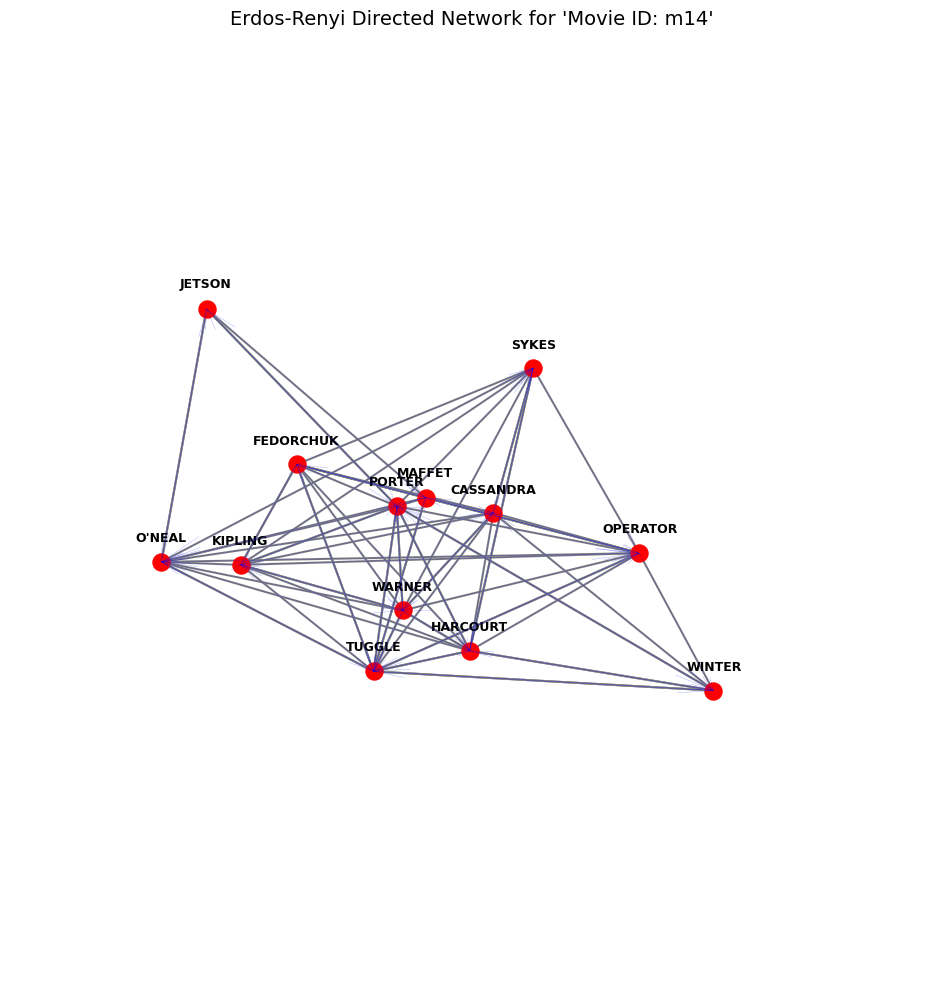 Erdos-Renyi Directed Network for 'Movie ID: m14'
JETSON
SYKES
FEDORCHUK
MAFFET
PORTER
CASSANDRA
OPERATOR
O'NEAL
KIPLING
WARNER
HARCOURT
TUGGLE
WINTER